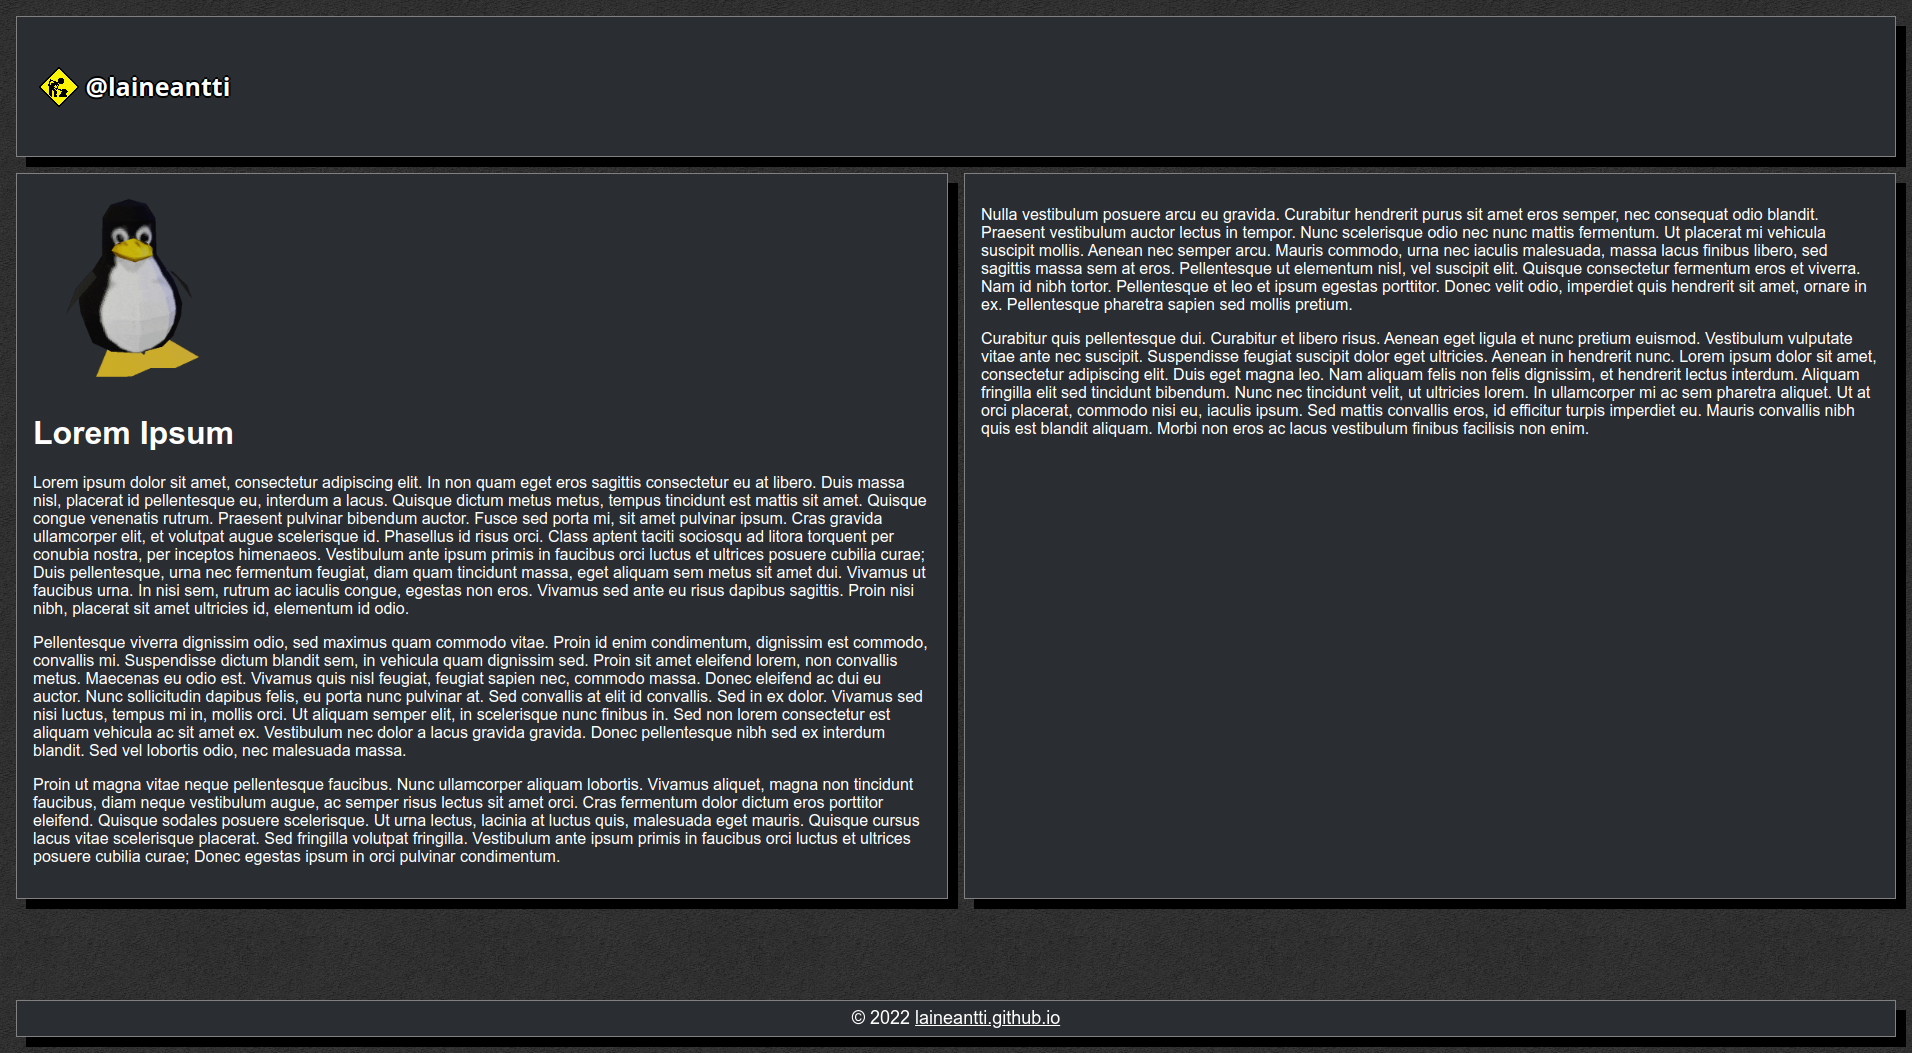 @laineantti
Lorem Ipsum
Lorem ipsum dolor sit amet, consectetur adipiscing elit. In non quam eget eros sagittis consectetur eu at libero. Duis massa
nisl, placerat id pellentesque eu, interdum a lacus. Quisque dictum metus metus, tempus tincidunt est mattis sit amet. Quisque
congue venenatis rutrum. Praesent pulvinar bibendum auctor. Fusce sed porta mi, sit amet pulvinar ipsum. Cras gravida
ullamcorper elit, et volutpat augue scelerisque id. Phasellus id risus orci. Class aptent taciti sociosqu ad litora torquent per
conubia nostra, per inceptos himenaeos. Vestibulum ante ipsum primis in faucibus orci luctus et ultrices posuere cubilia curae;
Duis pellentesque, urna nec fermentum feugiat, diam quam tincidunt massa, eget aliquam sem metus sit amet dui. Vivamus ut
faucibus urna. In nisi sem, rutrum ac iaculis congue, egestas non eros. Vivamus sed ante eu risus dapibus sagittis. Proin nisi
nibh, placerat sit amet ultricies id, elementum id odio.
Pellentesque viverra dignissim odio, sed maximus quam commodo vitae. Proin id enim condimentum, dignissim est commodo,
convallis mi. Suspendisse dictum blandit sem, in vehicula quam dignissim sed. Proin sit amet eleifend lorem, non convallis
metus. Maecenas eu odio est. Vivamus quis nisl feugiat, feugiat sapien nec, commodo massa. Donec eleifend ac dui eu
auctor. Nunc sollicitudin dapibus felis, eu porta nunc pulvinar at. Sed convallis at elit id convallis. Sed in ex dolor. Vivamus sed
nisi luctus, tempus mi in, mollis orci. Ut aliquam semper elit, in scelerisque nunc finibus in. Sed non lorem consectetur est
aliquam vehicula ac sit amet ex. Vestibulum nec dolor a lacus gravida gravida. Donec pellentesque nibh sed ex interdum
blandit. Sed vel lobortis odio, nec malesuada massa.
Proin ut magna vitae neque pellentesque faucibus. Nunc ullamcorper aliquam lobortis. Vivamus aliquet, magna non tincidunt
faucibus, diam neque vestibulum augue, ac semper risus lectus sit amet orci. Cras fermentum dolor dictum eros porttitor
eleifend. Quisque sodales posuere scelerisque. Ut urna lectus, lacinia at luctus quis, malesuada eget mauris. Quisque cursus
lacus vitae scelerisque placerat. Sed fringilla volutpat fringilla. Vestibulum ante ipsum primis in faucibus orci luctus et ultrices
posuere cubilia curae; Donec egestas ipsum in orci pulvinar condimentum.
Nulla vestibulum posuere arcu eu gravida. Curabitur hendrerit purus sit amet eros semper, nec consequat odio blandit.
Praesent vestibulum auctor lectus in tempor. Nunc scelerisque odio nec nunc mattis fermentum. Ut placerat mi vehicula
suscipit mollis. Aenean nec semper arcu. Mauris commodo, urna nec iaculis malesuada, massa lacus finibus libero, sed
sagittis massa sem at eros. Pellentesque ut elementum nisl, vel suscipit elit. Quisque consectetur fermentum eros et viverra.
Nam id nibh tortor. Pellentesque et leo et ipsum egestas porttitor. Donec velit odio, imperdiet quis hendrerit sit amet, ornare in
ex. Pellentesque pharetra sapien sed mollis pretium.
Curabitur quis pellentesque dui. Curabitur et libero risus. Aenean eget ligula et nunc pretium euismod. Vestibulum vulputate
vitae ante nec suscipit. Suspendisse feugiat suscipit dolor eget ultricies. Aenean in hendrerit nunc. Lorem ipsum dolor sit amet,
consectetur adipiscing elit. Duis eget magna leo. Nam aliquam felis non felis dignissim, et hendrerit lectus interdum. Aliquam
fringilla elit sed tincidunt bibendum. Nunc nec tincidunt velit, ut ultricies lorem. In ullamcorper mi ac sem pharetra aliquet. Ut at
orci placerat, commodo nisi eu, iaculis ipsum. Sed mattis convallis eros, id efficitur turpis imperdiet eu. Mauris convallis nibh
quis est blandit aliquam. Morbi non eros ac lacus vestibulum finibus facilisis non enim.
© 2022 laineantti.github.io